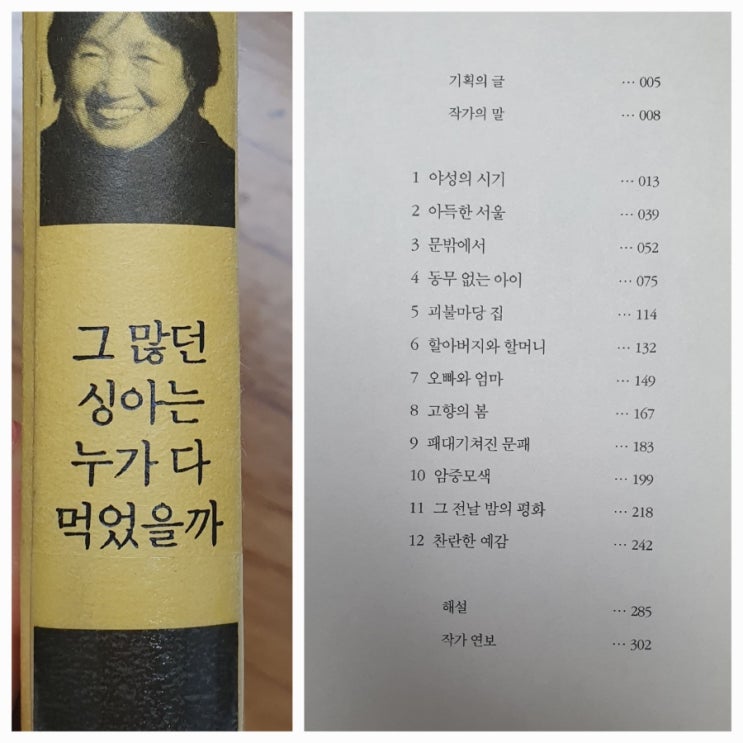 그 많던
싱아는
누가 다
먹었을까
기획의 글 ··· 005
작가의 말 ··· 008
1 야성의 시기 ··· 013
2 아득한 서울 ··· 039
3 문밖에서 ··· 052
4 동무 없는 아이 ··· 075
5 괴불마당 집 ··· 114
6 할아버지와 할머니 ··· 132
7 오빠와 엄마 ··· 149
8 고향의 봄 ··· 167
9 패대기쳐진 문패 ··· 183
10 암중모색 ··· 199
11 그 전날 밤의 평화 ··· 218
12 찬란한 예감 ··· 242
해설 ··· 285
작가 연보 ··· 302